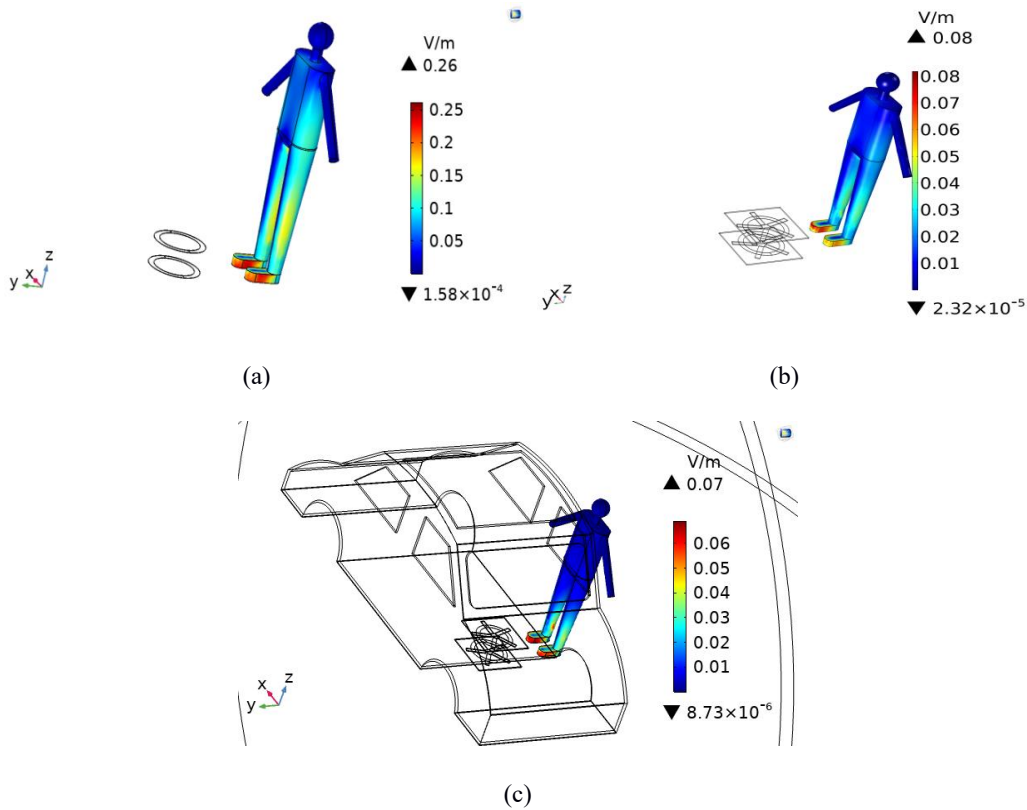 V/m
▲ 0.26
0.25
0.2
0.15
0.1
0.05
▼ 1.58×10⁻⁴
z
x
y
(a)
V/m
▲ 0.08
0.08
0.07
0.06
0.05
0.04
0.03
0.02
0.01
▼ 2.32×10⁻⁵
y x z
(b)
V/m
▲ 0.07
0.06
0.05
0.04
0.03
0.02
0.01
▼ 8.73×10⁻⁶
x z
y
(c)